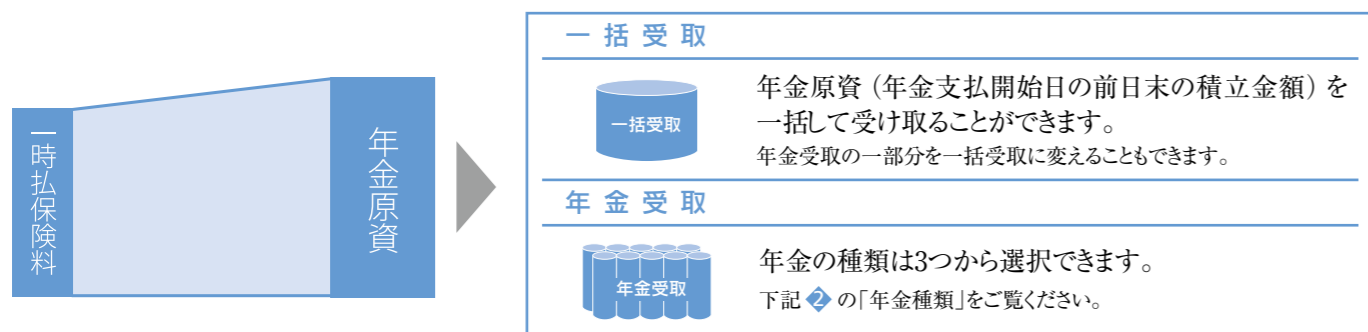 一時払保険料
年金原資
一括受取
一括受取
年金原資（年金支払開始日の前日末の積立金額）を
一括して受け取ることができます。
年金受取の一部分を一括受取に変えることもできます。
年金受取
年金受取
年金の種類は3つから選択できます。
下記 2 の「年金種類」をご覧ください。